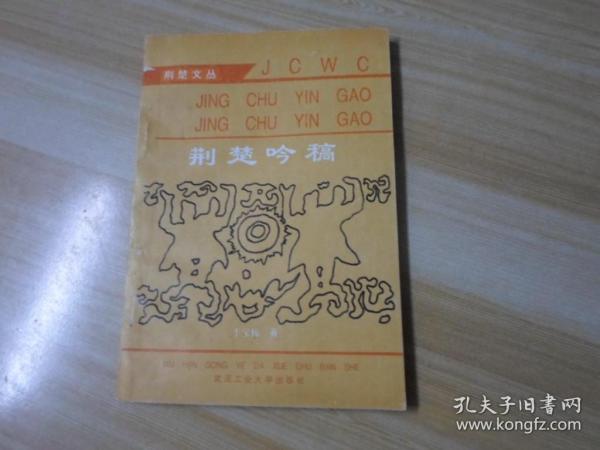 荆楚文丛
J C W C
JING CHU YIN GAO
JING CHU YIN GAO
荆楚吟稿
著
WU HAN GONG YE DA XUE CHU BAN SHE
武汉工业大学出版社
孔夫子旧书网
www.kongfz.com